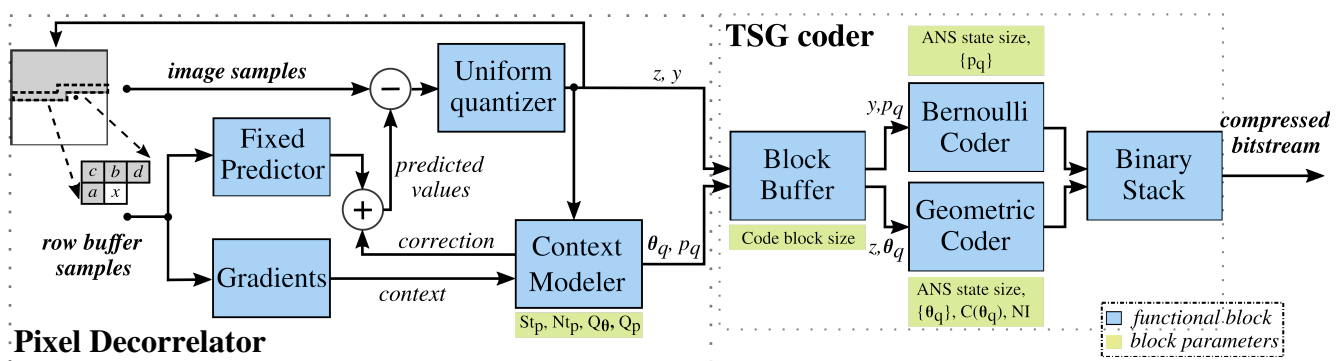 TSG coder
ANS state size,
{p_q}
image samples
−
Uniform
quantizer
z, y
y,p_q
Bernoulli
Coder
compressed
bitstream
Fixed
Predictor
predicted
values
c b d
a x
+
Block
Buffer
Binary
Stack
row buffer
samples
Gradients
correction
context
Context
Modeler
θ_q, p_q
Code block size
z,θ_q
Geometric
Coder
St_p, Nt_p, Q_θ, Q_p
ANS state size,
{θ_q}, C(θ_q), NI
Pixel Decorrelator
functional block
block parameters